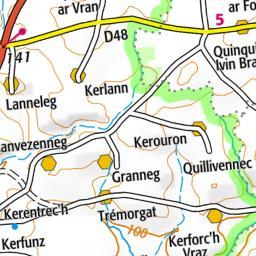 ar Vran
ar Fo
5
D48
141
Quinqui
lvin Bra
Kerlann
Lanneleg
anvezenneg
Kerouron
Granneg
Quillivennec
Kerentrec'h
Trémorgat
Kerfunz
100
Kerforc'h
Vraz